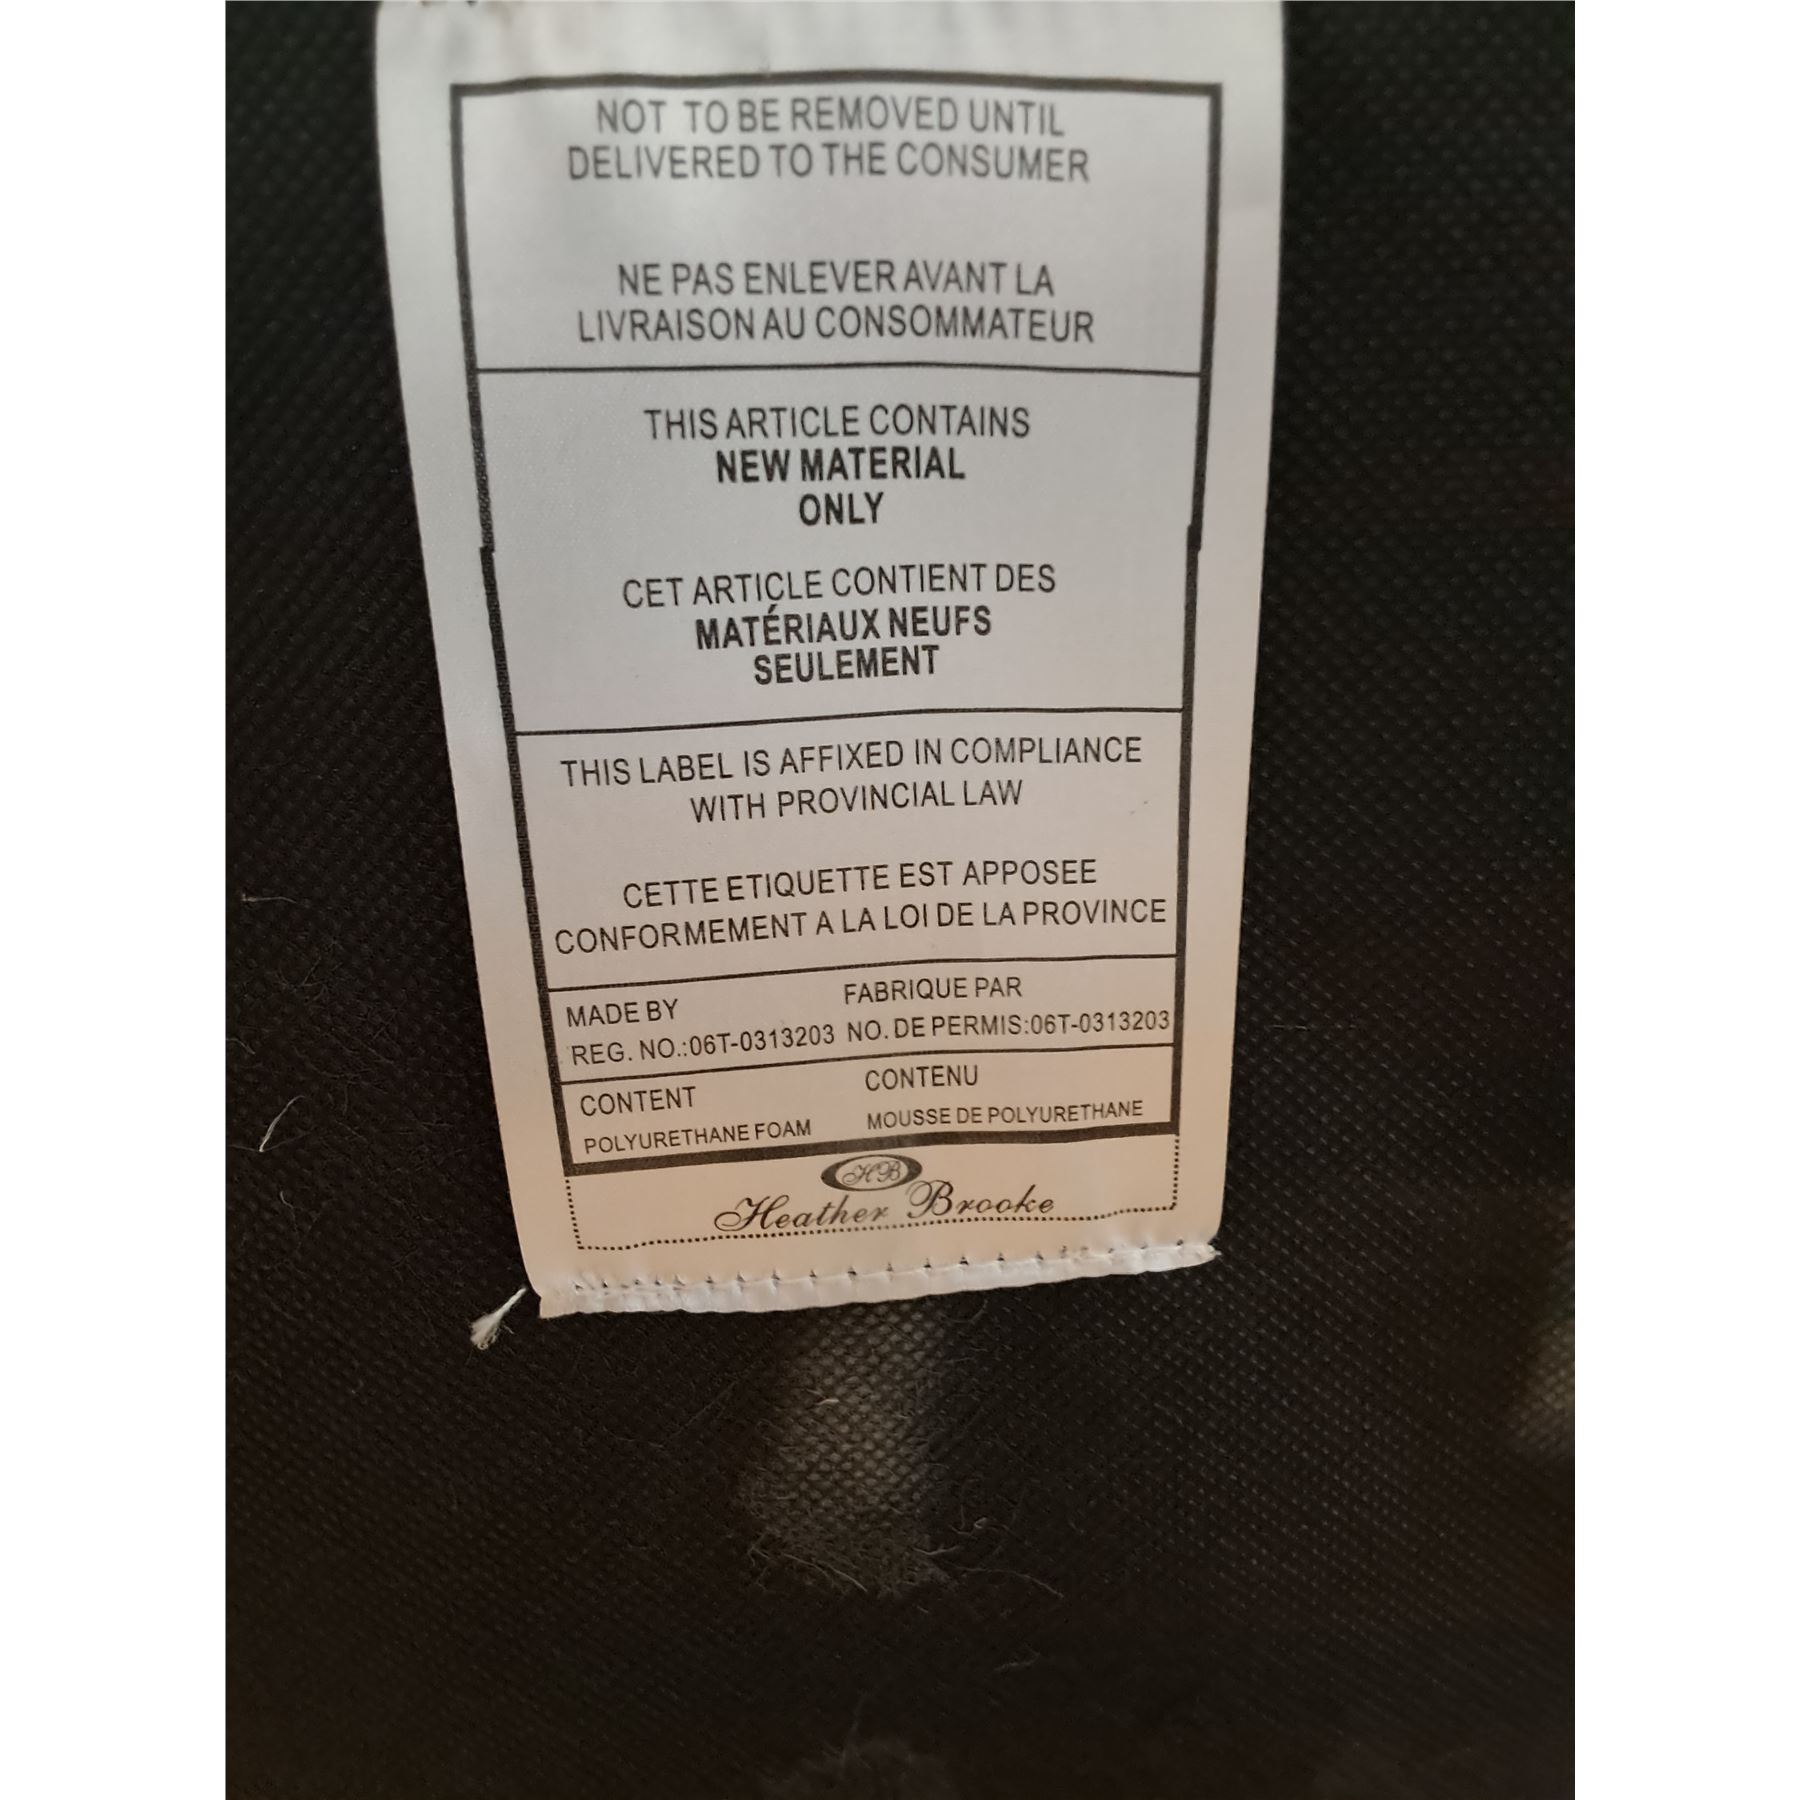 NOT TO BE REMOVED UNTIL
DELIVERED TO THE CONSUMER
NE PAS ENLEVER AVANT LA
LIVRAISON AU CONSOMMATEUR
THIS ARTICLE CONTAINS
NEW MATERIAL
ONLY
CET ARTICLE CONTIENT DES
MATÉRIAUX NEUFS
SEULEMENT
THIS LABEL IS AFFIXED IN COMPLIANCE
WITH PROVINCIAL LAW
CETTE ETIQUETTE EST APPOSEE
CONFORMEMENT A LA LOI DE LA PROVINCE
MADE BY FABRIQUE PAR
REG. NO.:06T-0313203 NO. DE PERMIS:06T-0313203
CONTENT CONTENU
POLYURETHANE FOAM MOUSSE DE POLYURETHANE
HB
Heather Brooke